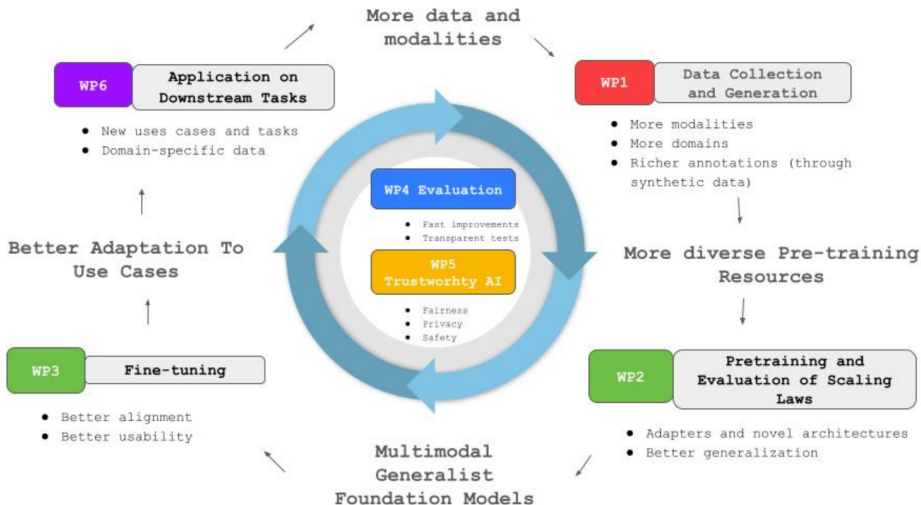 More data and
modalities
WP6
Application on
Downstream Tasks
● New uses cases and tasks
● Domain-specific data
WP1
Data Collection
and Generation
● More modalities
● More domains
● Richer annotations (through
synthetic data)
WP4 Evaluation
● Fast improvements
● Transparent tests
WP5
Trustworhty AI
● Fairness
● Privacy
● Safety
Better Adaptation To
Use Cases
More diverse Pre-training
Resources
WP3
Fine-tuning
● Better alignment
● Better usability
WP2
Pretraining and
Evaluation of Scaling
Laws
● Adapters and novel architectures
● Better generalization
Multimodal
Generalist
Foundation Models